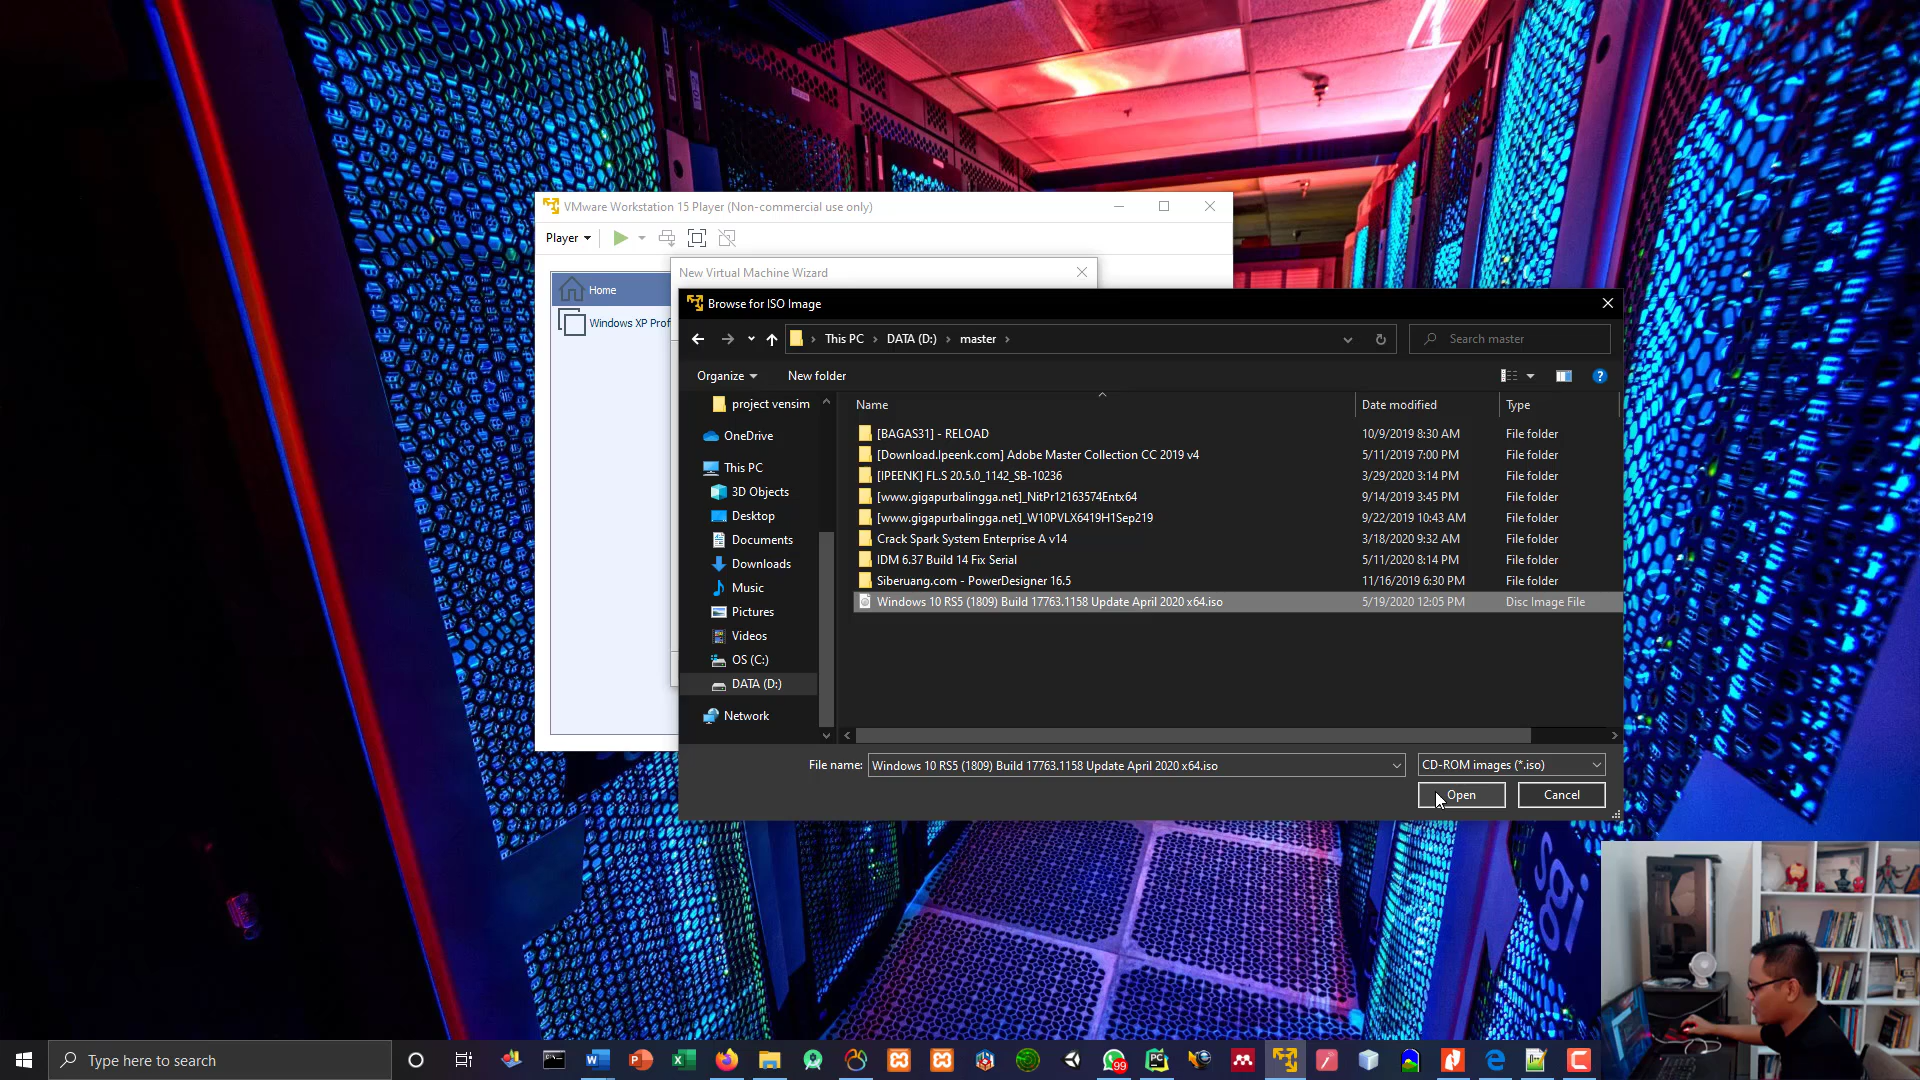 VMware Workstation 15 Player (Non-commercial use only)
Player
Home
Windows XP Prof
New Virtual Machine Wizard
Browse for ISO Image
This PC
DATA (D:)
master
Search master
Organize
New folder
project vensim
OneDrive
This PC
3D Objects
Desktop
Documents
Downloads
Music
Pictures
Videos
OS (C:)
DATA (D:)
Network
Name Date modified Type
[BAGAS31] - RELOAD 10/9/2019 8:30 AM File folder
[Download.Ipeenk.com] Adobe Master Collection CC 2019 v4 5/11/2019 7:00 PM File folder
[IPEENK] FL.S 20.5.0_1142_SB-10236 3/29/2020 3:14 PM File folder
[www.gigapurbalingga.net]_NitPr12163574Entx64 9/14/2019 3:45 PM File folder
[www.gigapurbalingga.net]_W10PVLX6419H1Sep219 9/22/2019 10:43 AM File folder
Crack Spark System Enterprise A v14 3/18/2020 9:32 AM File folder
IDM 6.37 Build 14 Fix Serial 5/11/2020 8:14 PM File folder
Siberuang.com - PowerDesigner 16.5 11/16/2019 6:30 PM File folder
Windows 10 RS5 (1809) Build 17763.1158 Update April 2020 x64.iso 5/19/2020 12:05 PM Disc Image File
File name: Windows 10 RS5 (1809) Build 17763.1158 Update April 2020 x64.iso
CD-ROM images (*.iso)
Open Cancel
sgi
Type here to search
99